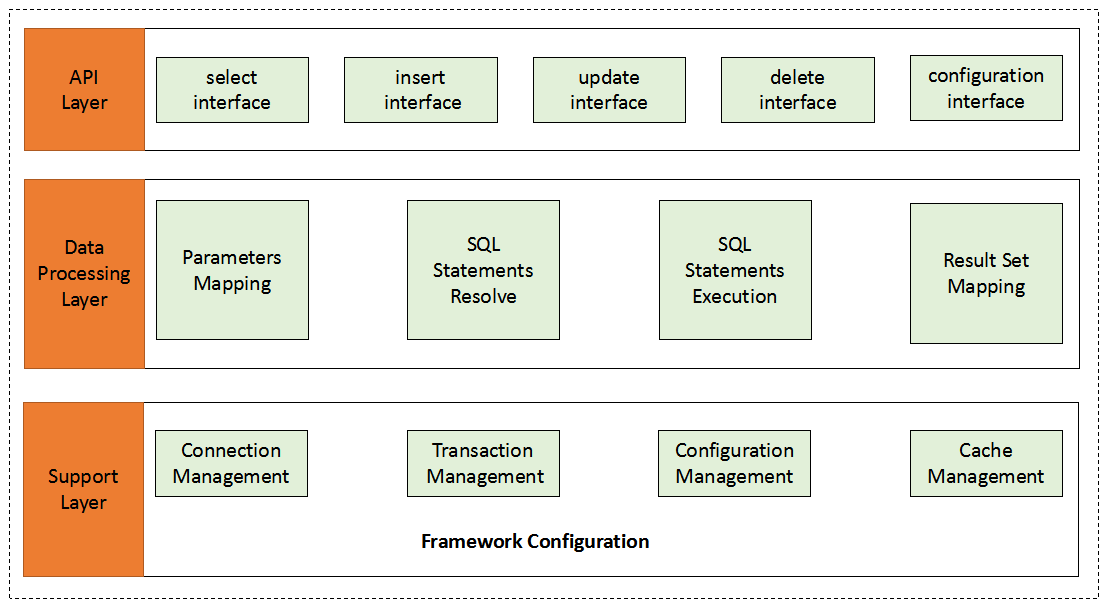 API
Layer
select
interface
insert
interface
update
interface
delete
interface
configuration
interface
Data
Processing
Layer
Parameters
Mapping
SQL
Statements
Resolve
SQL
Statements
Execution
Result Set
Mapping
Support
Layer
Connection
Management
Transaction
Management
Configuration
Management
Cache
Management
Framework Configuration